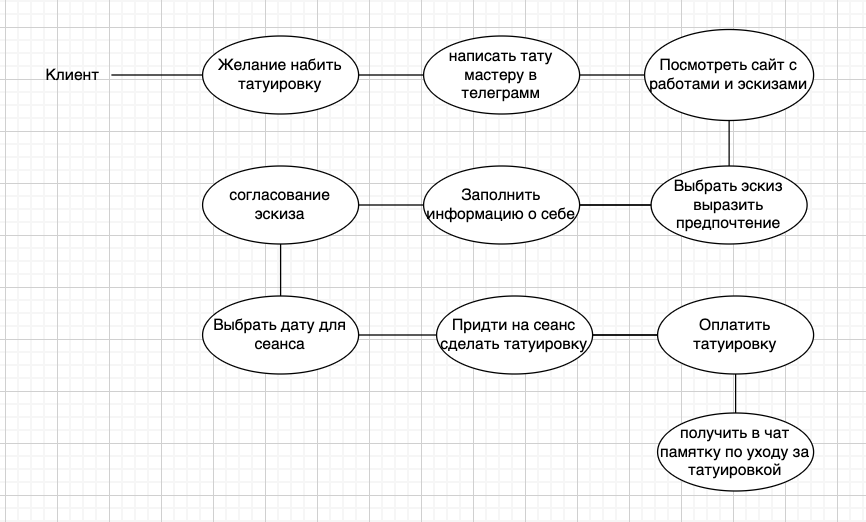 Клиент
Желание набить
татуировку
написать тату
мастеру в
телеграмм
Посмотреть сайт с
работами и эскизами
Выбрать эскиз
выразить
предпочтение
Заполнить
информацию о себе
согласование
эскиза
Выбрать дату для
сеанса
Придти на сеанс
сделать татуировку
Оплатить
татуировку
получить в чат
памятку по уходу за
татуировкой